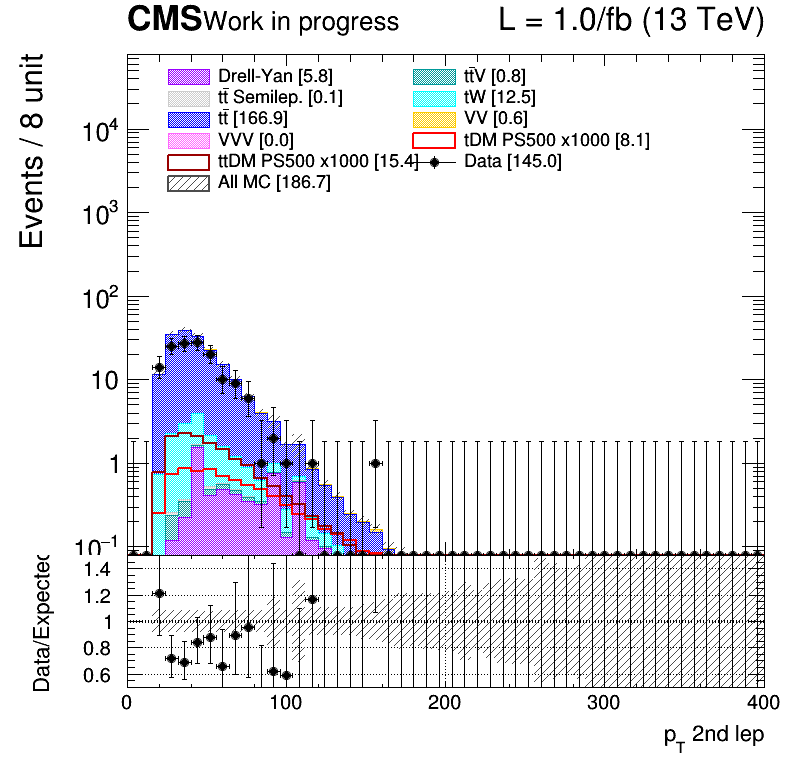 CMS Work in progress L = 1.0/fb (13 TeV)
Events / 8 unit
Drell-Yan [5.8]
tt̄V [0.8]
tt̄ Semilep. [0.1]
tW [12.5]
tt̄ [166.9]
VV [0.6]
VVV [0.0]
tDM PS500 x1000 [8.1]
ttDM PS500 x1000 [15.4]
Data [145.0]
All MC [186.7]
10⁴
10³
10²
10
1
10⁻¹
Data/Expected
1.4
1.2
1
0.8
0.6
0 100 200 300 400
p_T 2nd lep